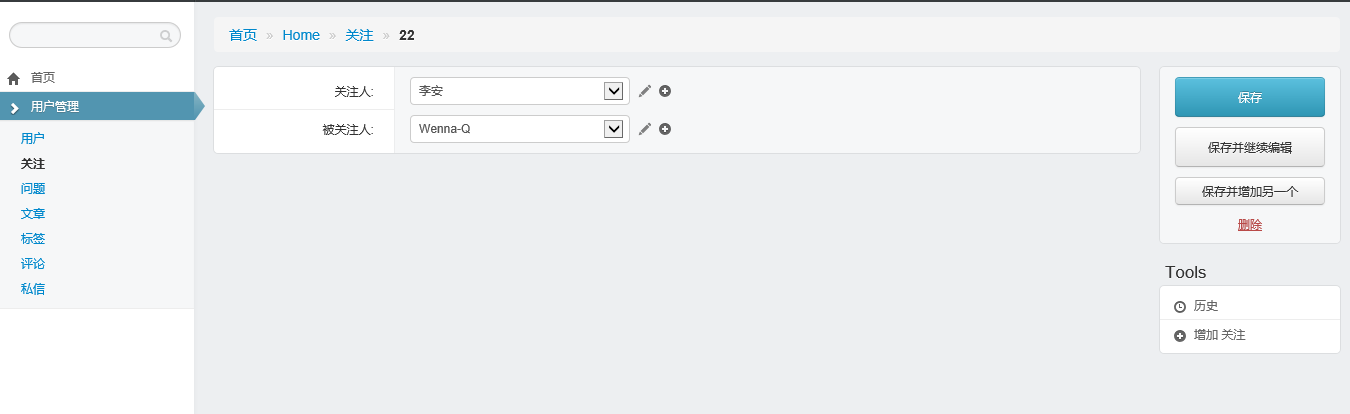 首页 » Home » 关注 » 22
首页
用户管理
用户
关注
问题
文章
标签
评论
私信
关注人: 李安
被关注人: Wenna-Q
保存
保存并继续编辑
保存并增加另一个
删除
Tools
历史
增加 关注